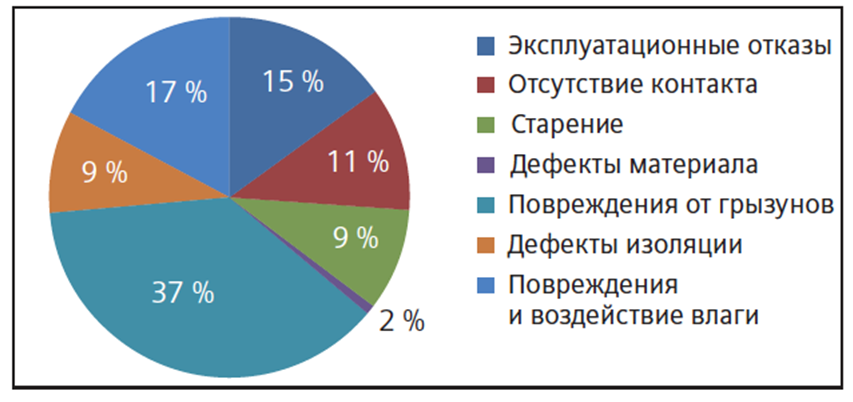 15 %
11 %
9 %
2 %
37 %
9 %
17 %
Эксплуатационные отказы
Отсутствие контакта
Старение
Дефекты материала
Повреждения от грызунов
Дефекты изоляции
Повреждения
и воздействие влаги